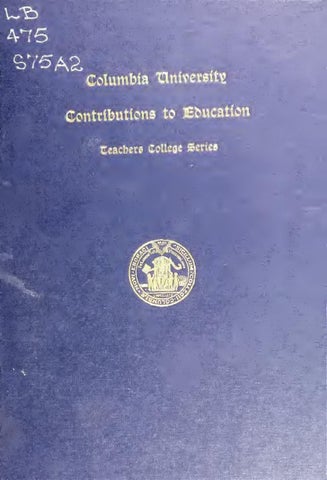 LB
475
S75A2
Columbia University
Contributions to Education
Teachers College Series